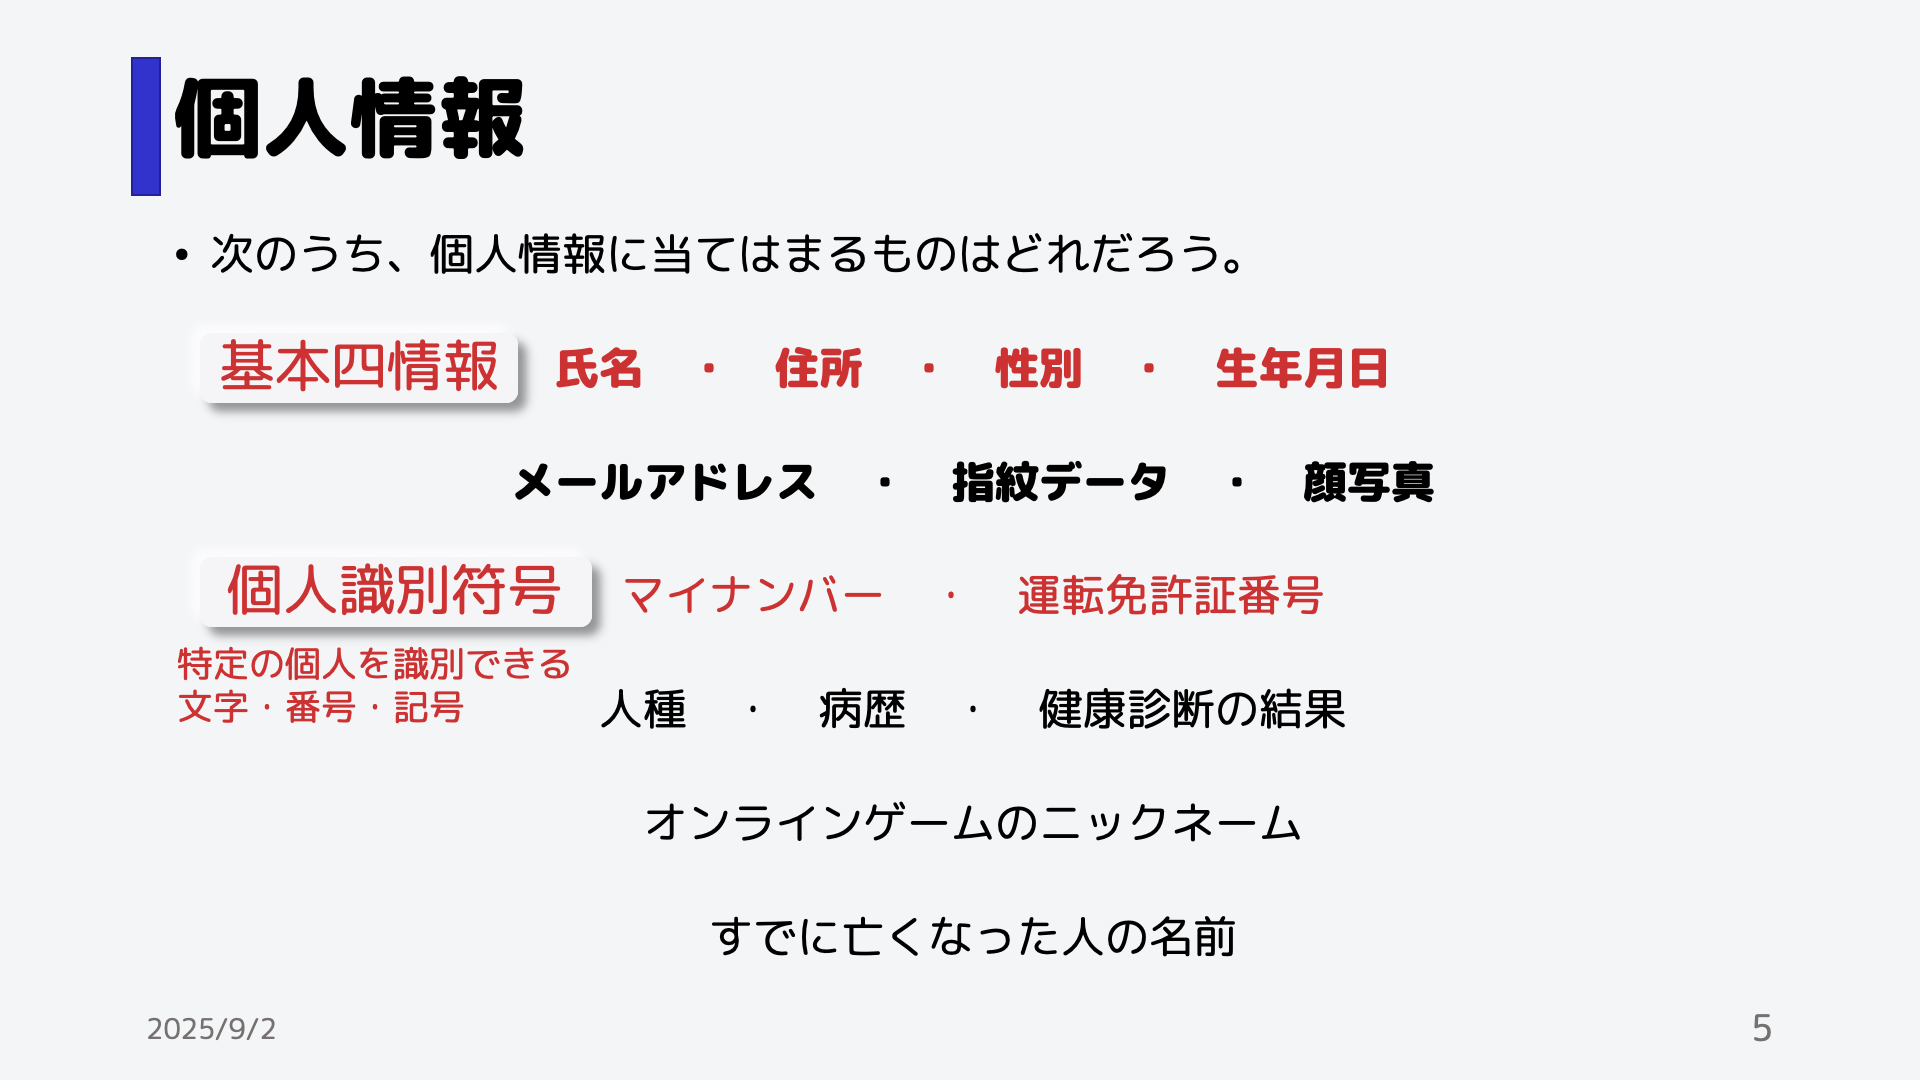 個人情報
• 次のうち、個人情報に当てはまるものはどれだろう。
基本四情報 氏名 ・ 住所 ・ 性別 ・ 生年月日
メールアドレス ・ 指紋データ ・ 顔写真
個人識別符号 マイナンバー ・ 運転免許証番号
特定の個人を識別できる
文字・番号・記号
人種 ・ 病歴 ・ 健康診断の結果
オンラインゲームのニックネーム
すでに亡くなった人の名前
2025/9/2
5